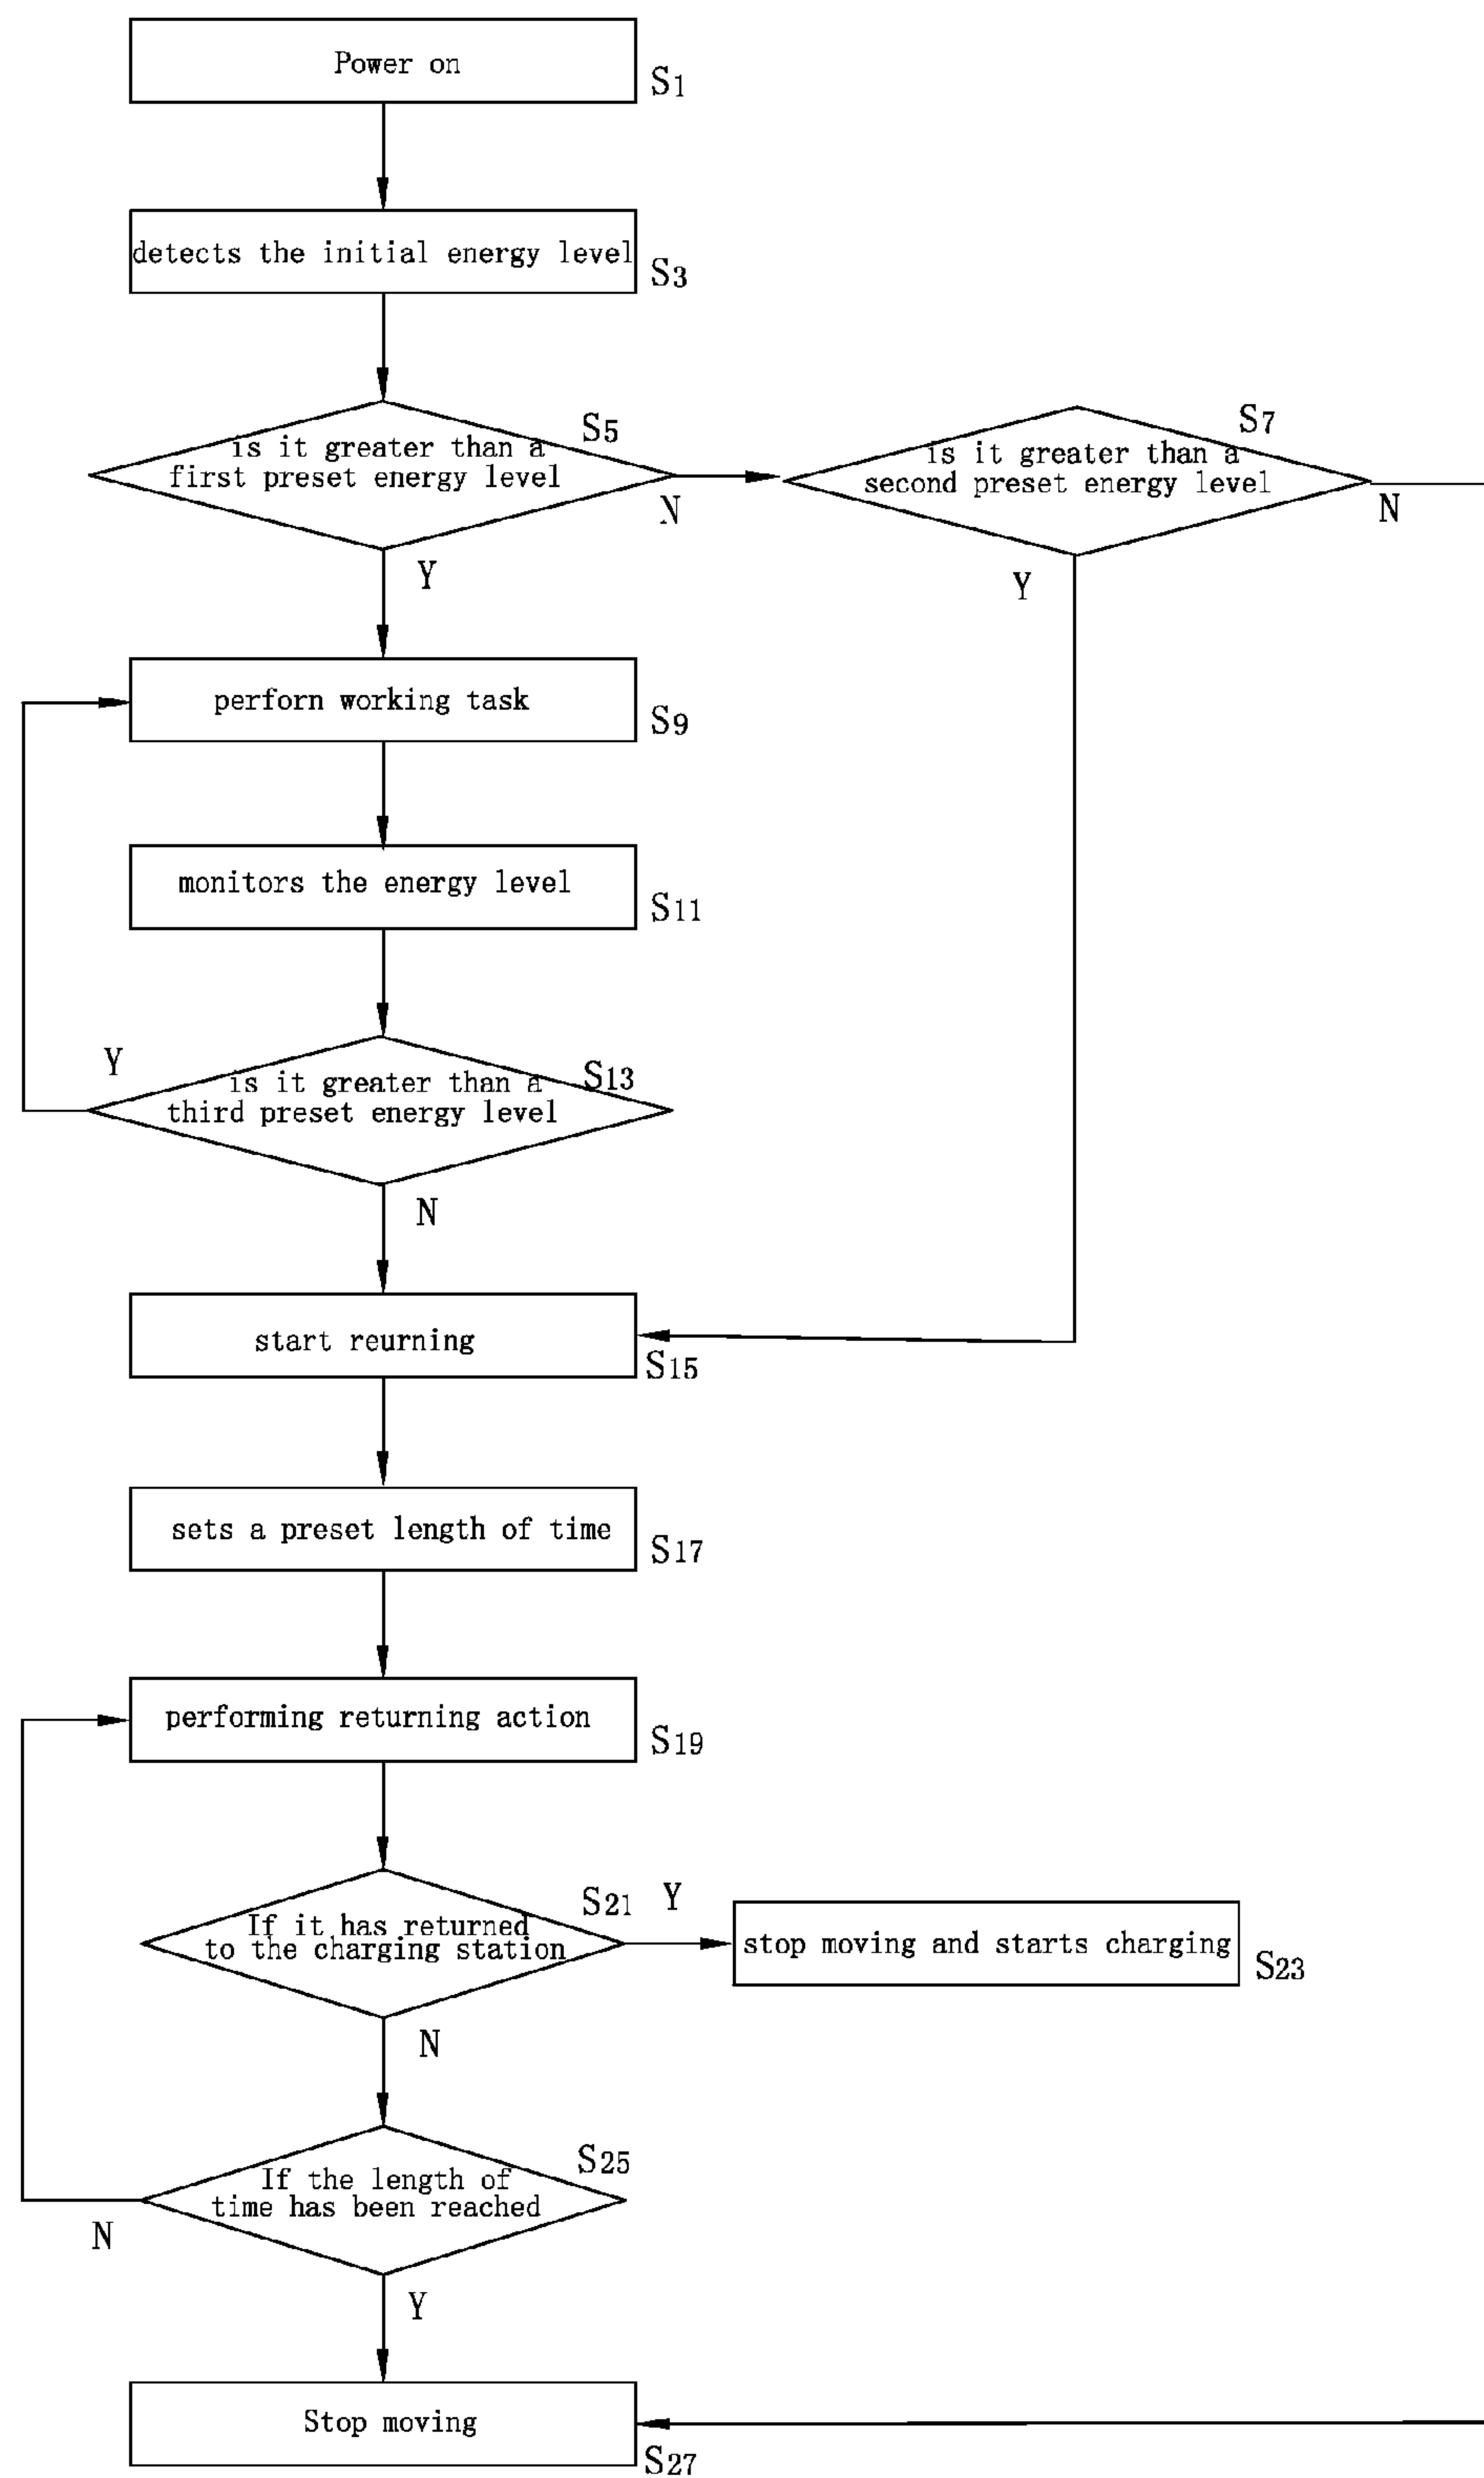 Power on
S1
detects the initial energy level
S3
is it greater than a
first preset energy level
S5
N
Y
is it greater than a
second preset energy level
S7
N
Y
perforn working task
S9
monitors the energy level
S11
is it greater than a
third preset energy level
S13
Y
N
start reurning
S15
sets a preset length of time
S17
performing returning action
S19
If it has returned
to the charging station
S21
Y
stop moving and starts charging
S23
N
If the length of
time has been reached
S25
N
Y
Stop moving
S27